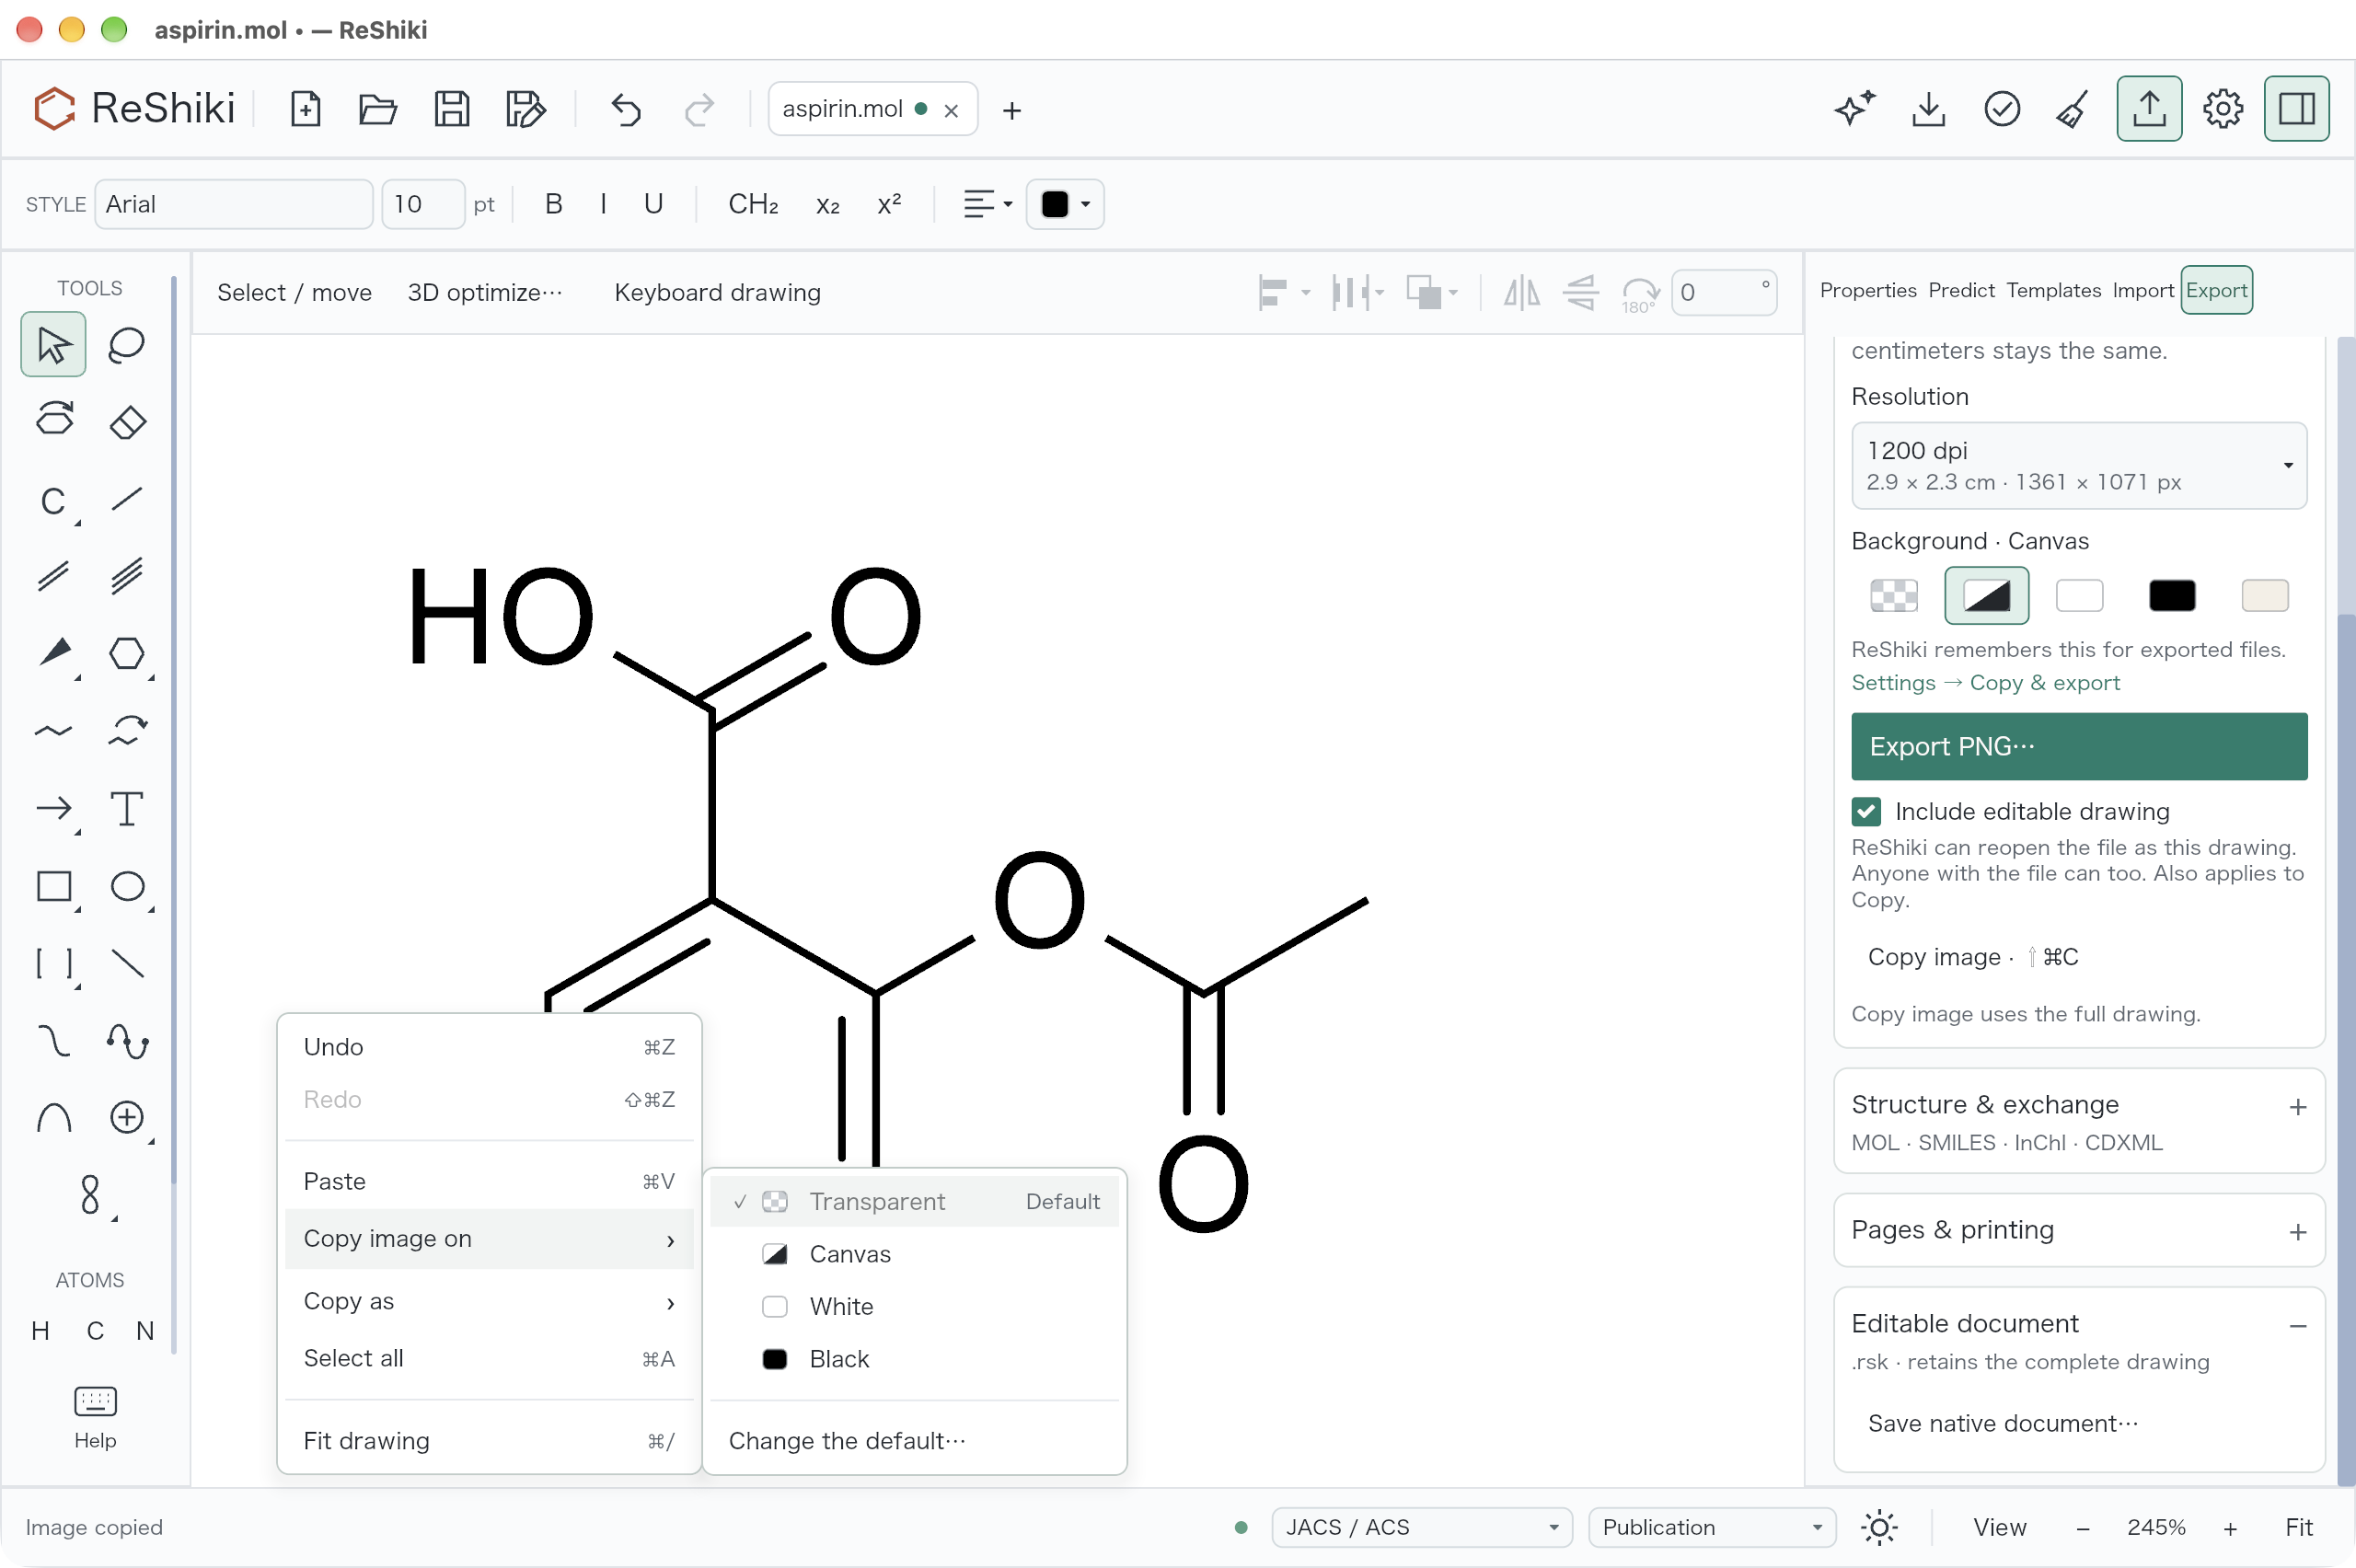 aspirin.mol • — ReShiki
ReShiki
aspirin.mol
STYLE Arial 10 pt B I U CH₂ x₂ x²
TOOLS
Select / move 3D optimize··· Keyboard drawing
180°
0 °
Properties Predict Templates Import Export
centimeters stays the same.
Resolution
1200 dpi
2.9 × 2.3 cm · 1361 × 1071 px
Background · Canvas
ReShiki remembers this for exported files.
Settings → Copy & export
Export PNG···
Include editable drawing
ReShiki can reopen the file as this drawing.
Anyone with the file can too. Also applies to
Copy.
Copy image · ⇧⌘C
Copy image uses the full drawing.
Structure & exchange +
MOL · SMILES · InChI · CDXML
Pages & printing +
Editable document −
.rsk · retains the complete drawing
Save native document···
C
T
[ ]
ATOMS
H C N
Help
HO O
O
O
Undo ⌘Z
Redo ⇧⌘Z
Paste ⌘V
Copy image on ›
Copy as ›
Select all ⌘A
Fit drawing ⌘/
✓ Transparent Default
Canvas
White
Black
Change the default···
Image copied
JACS / ACS
Publication
View − 245% + Fit